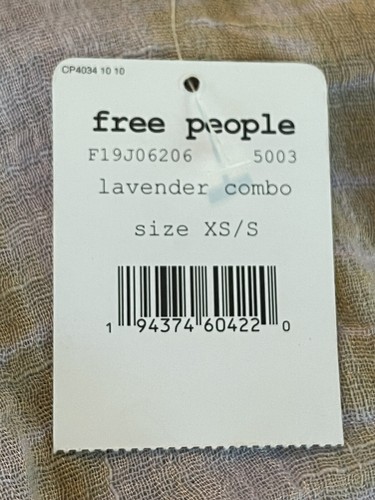 CP4034 10 10
free people
F19J06206 5003
lavender combo
size XS/S
1 94374 60422 0